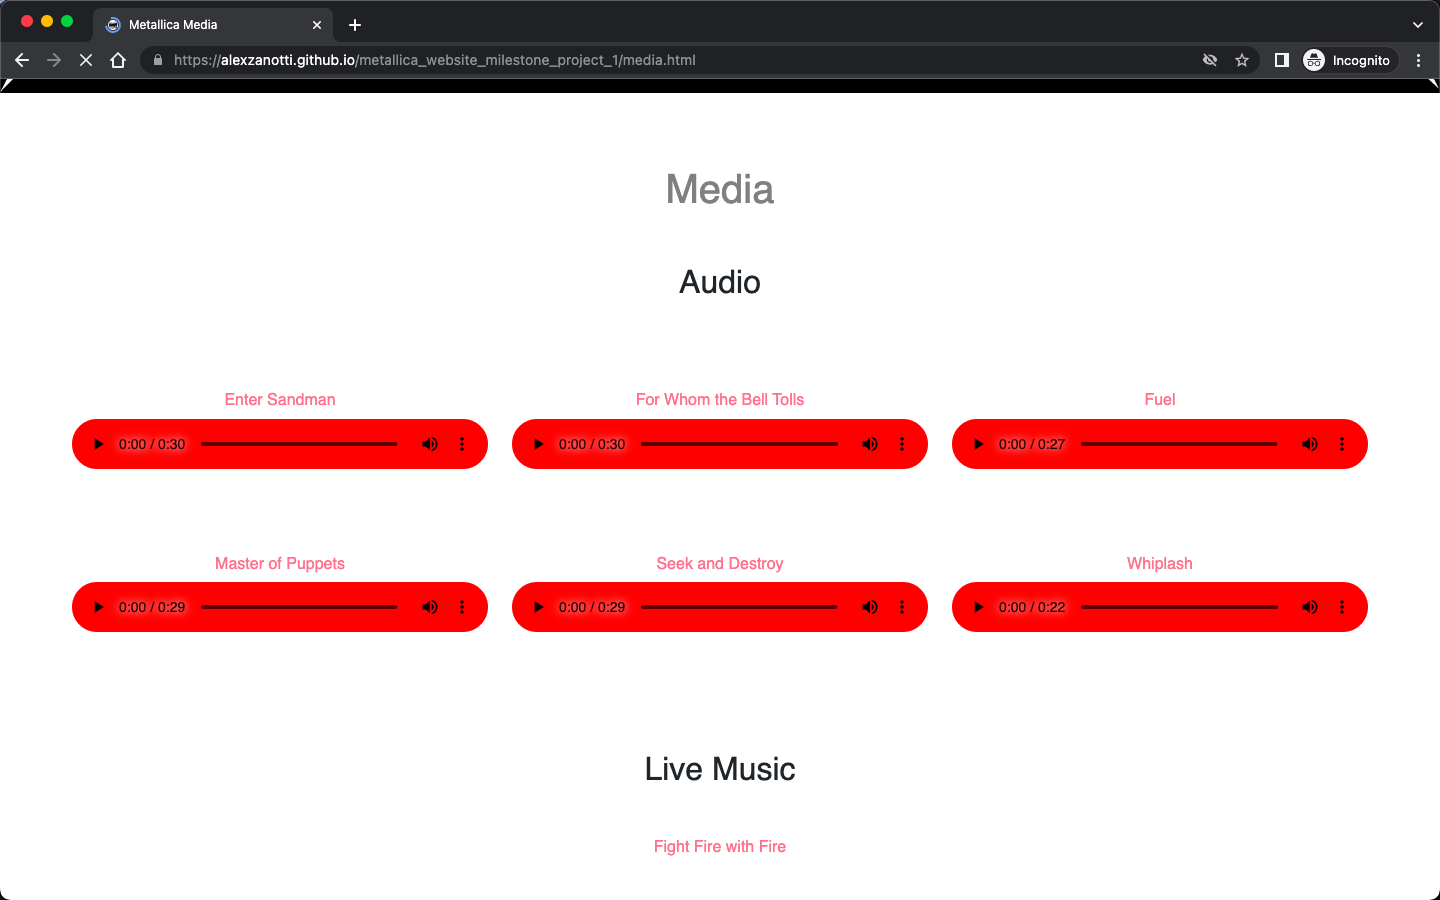 Metallica Media
https://alexzanotti.github.io/metallica_website_milestone_project_1/media.html
Incognito
Media
Audio
Enter Sandman
For Whom the Bell Tolls
Fuel
0:00 / 0:30
0:00 / 0:30
0:00 / 0:27
Master of Puppets
Seek and Destroy
Whiplash
0:00 / 0:29
0:00 / 0:29
0:00 / 0:22
Live Music
Fight Fire with Fire